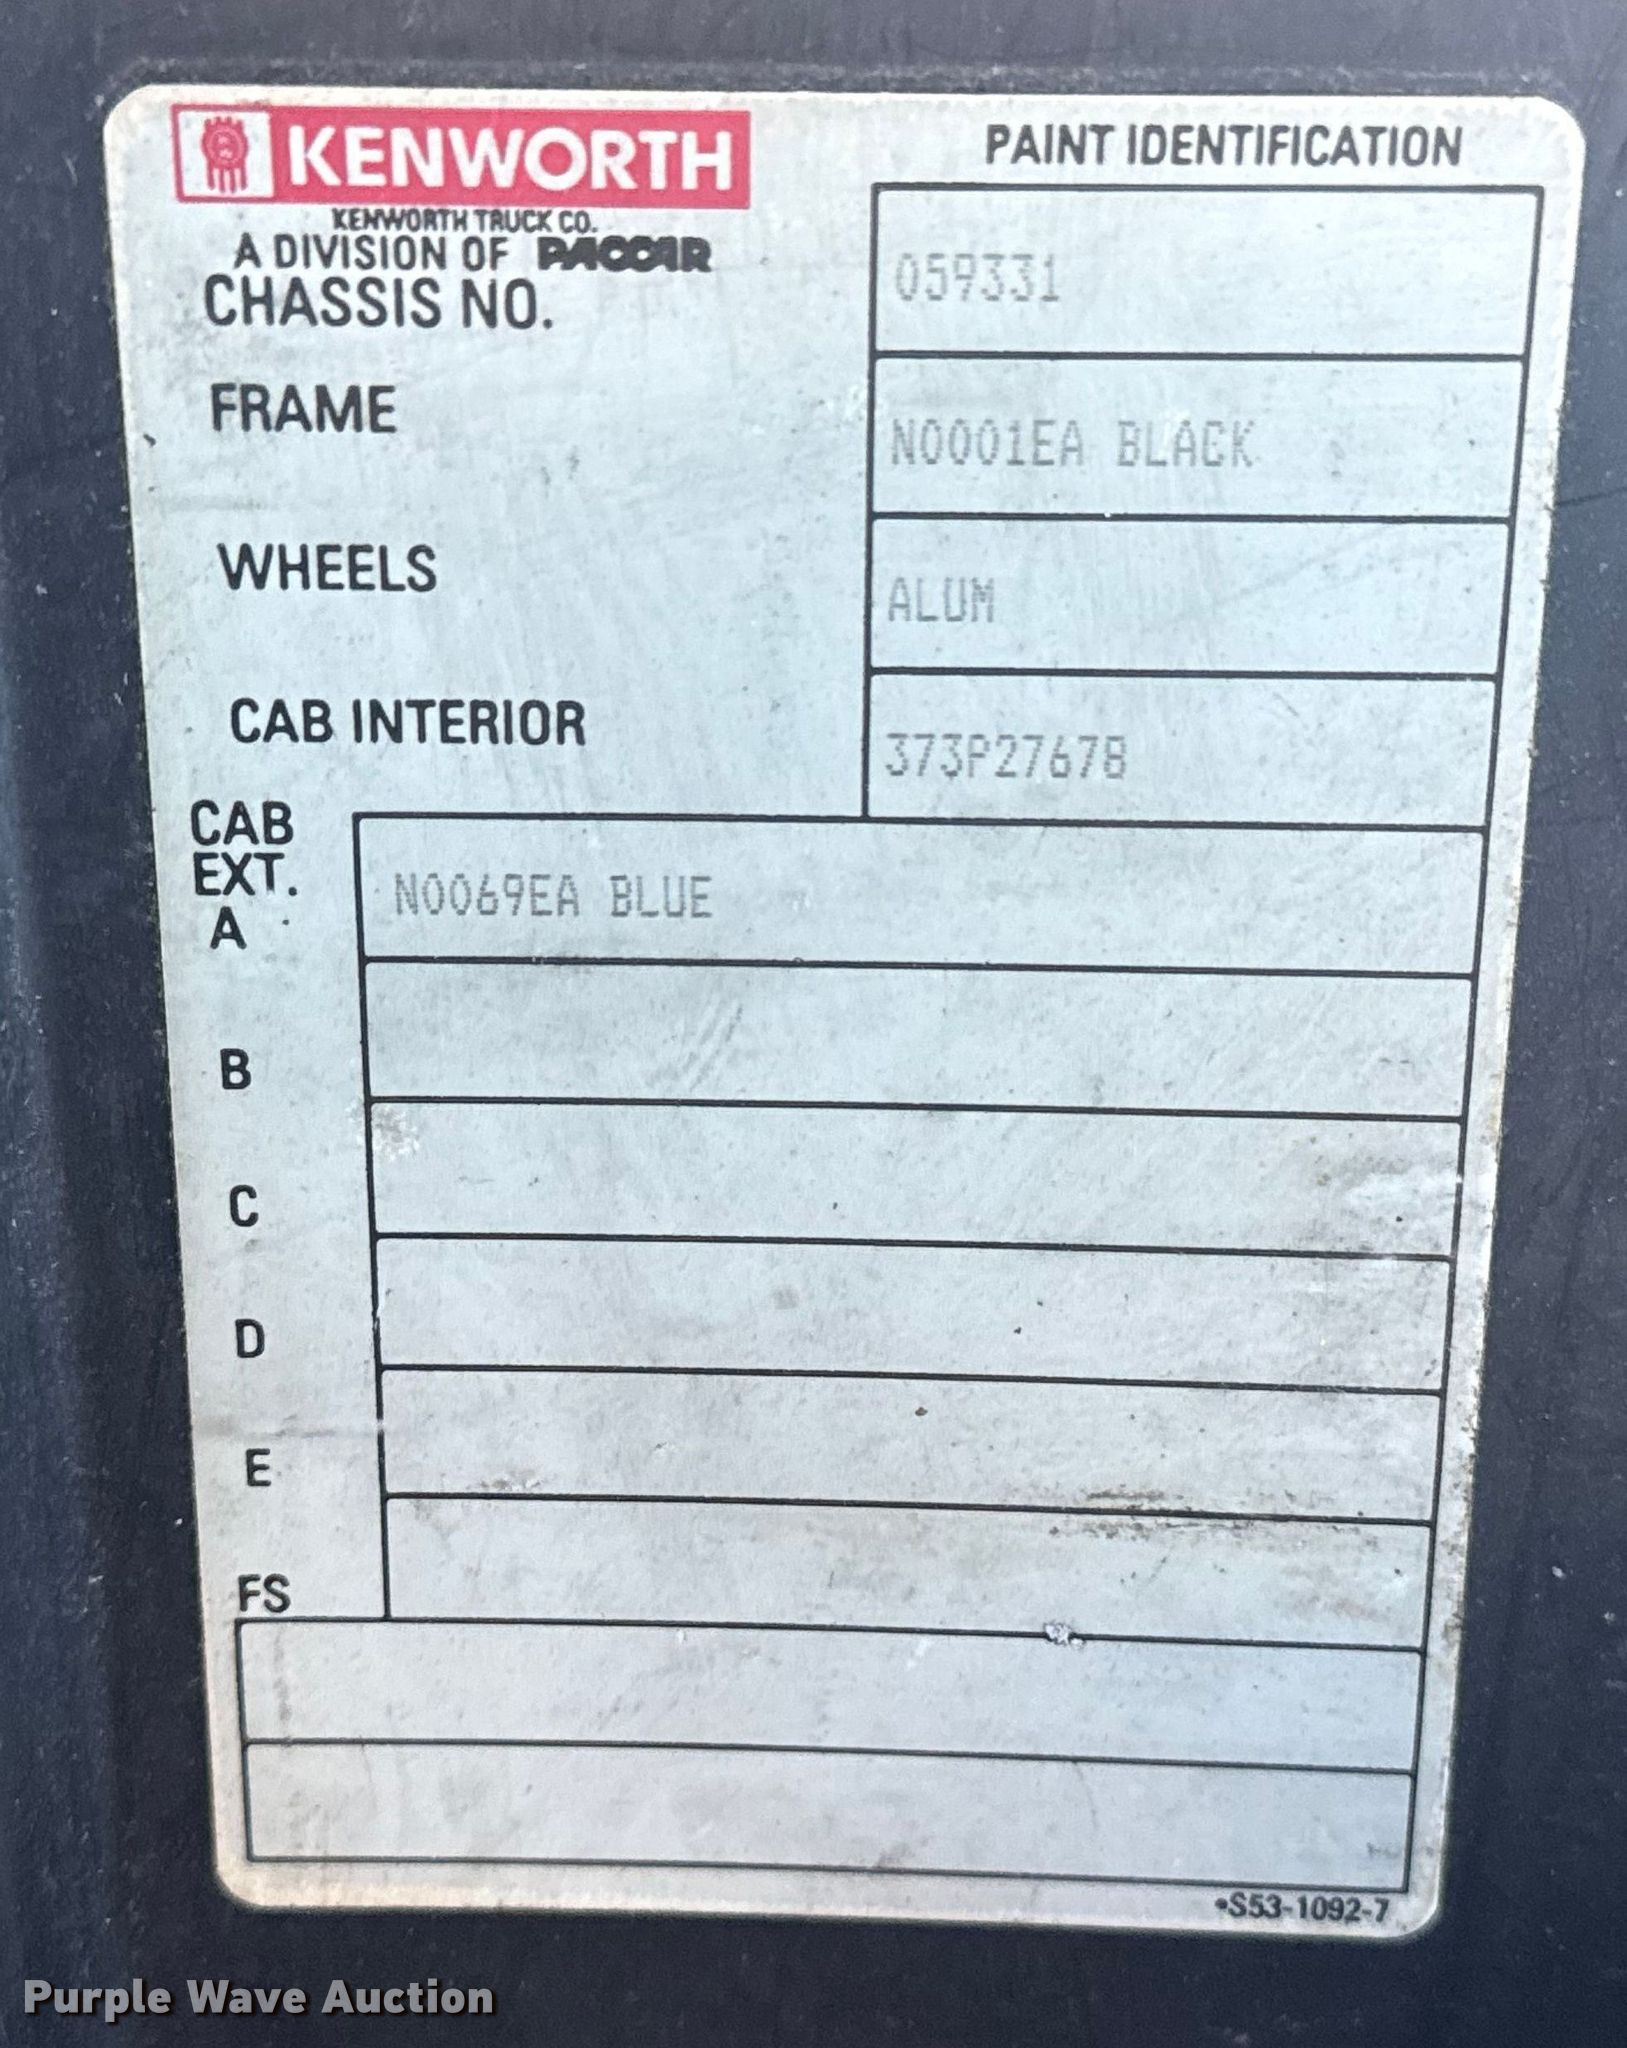 KENWORTH
KENWORTH TRUCK CO.
A DIVISION OF PACCAR
PAINT IDENTIFICATION
CHASSIS NO. 059331
FRAME N0001EA BLACK
WHEELS ALUM
CAB INTERIOR 373P27678
CAB
EXT.
A N0069EA BLUE
B
C
D
E
FS
S53-1092-7
Purple Wave Auction